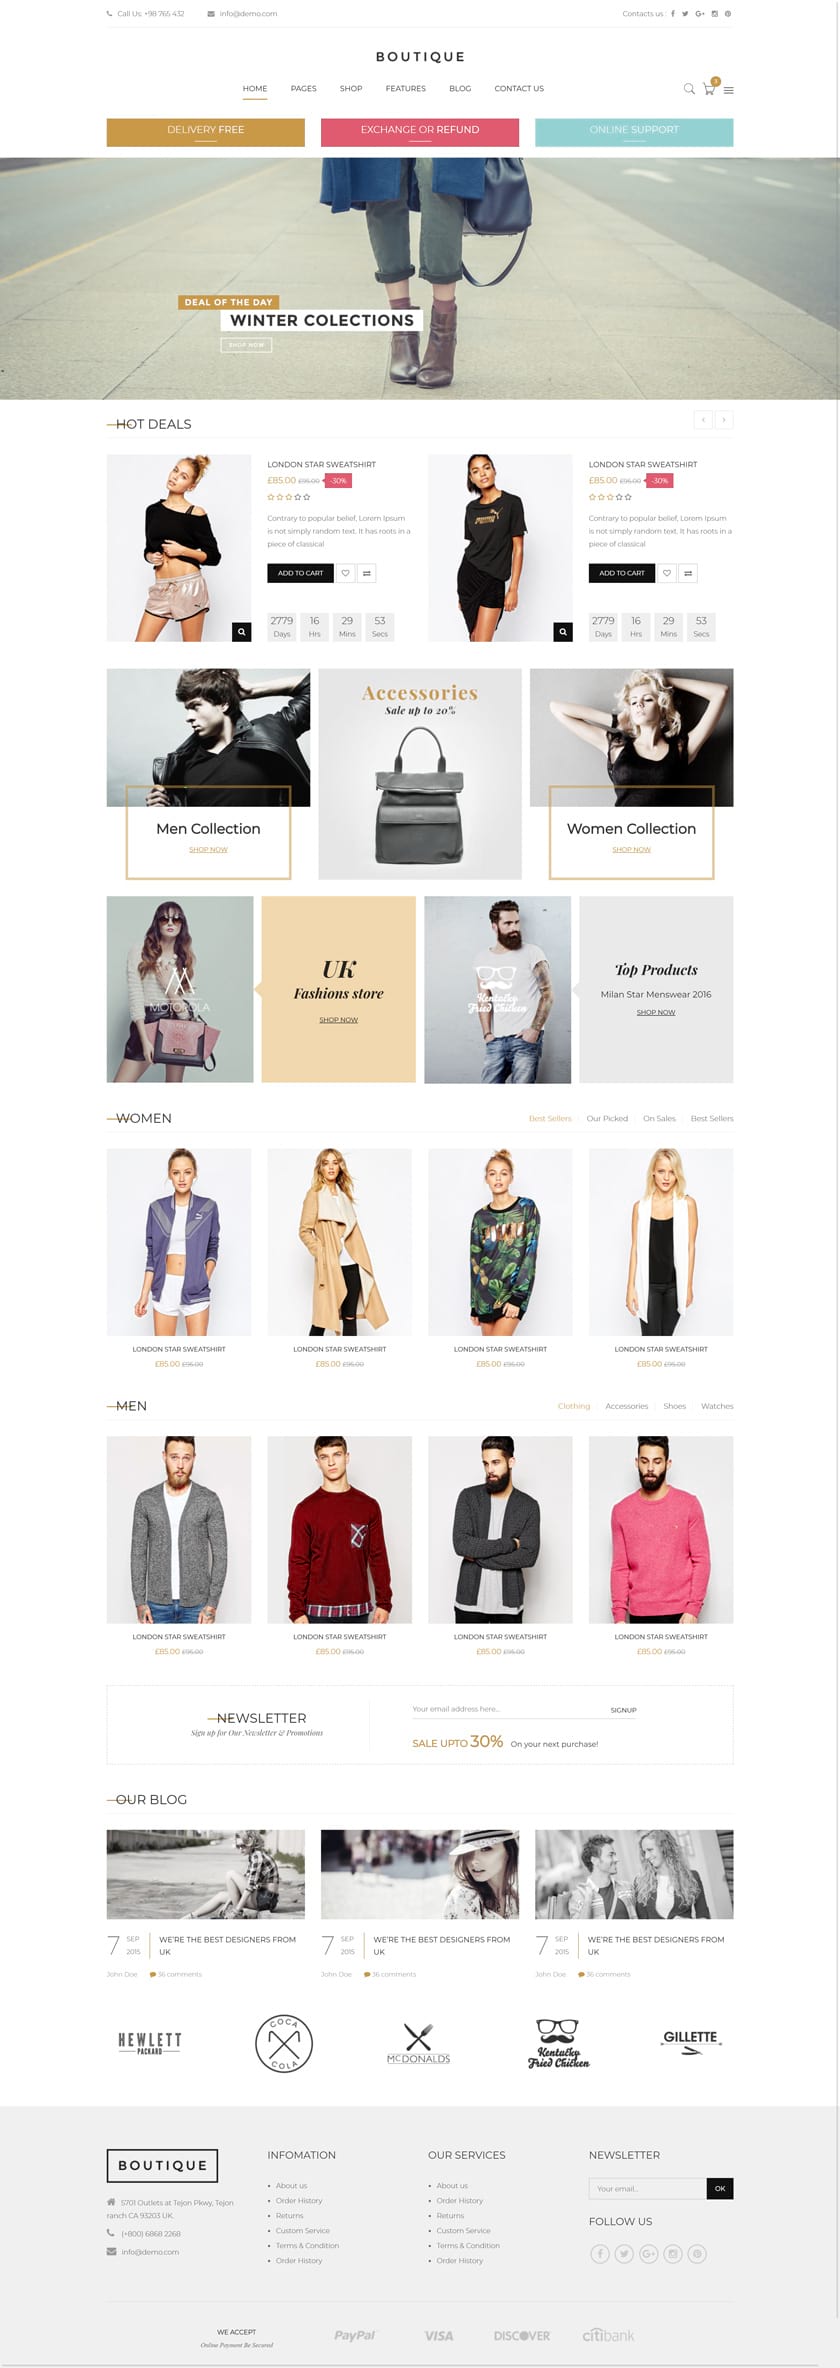 Call Us: +98 765 432
info@demo.com
Contacts us :
BOUTIQUE
HOME
PAGES
SHOP
FEATURES
BLOG
CONTACT US
3
DELIVERY FREE
EXCHANGE OR REFUND
ONLINE SUPPORT
DEAL OF THE DAY
WINTER COLECTIONS
SHOP NOW
HOT DEALS
LONDON STAR SWEATSHIRT
£85.00 £95.00 -30%
Contrary to popular belief, Lorem Ipsum
is not simply random text. It has roots in a
piece of classical
ADD TO CART
2779 16 29 53
Days Hrs Mins Secs
LONDON STAR SWEATSHIRT
£85.00 £95.00 -30%
Contrary to popular belief, Lorem Ipsum
is not simply random text. It has roots in a
piece of classical
ADD TO CART
2779 16 29 53
Days Hrs Mins Secs
Men Collection
SHOP NOW
Accessories
Sale up to 20%
Women Collection
SHOP NOW
MOTOROLA
UK
Fashions store
SHOP NOW
Kentucky
Fried Chicken
Top Products
Milan Star Menswear 2016
SHOP NOW
WOMEN
Best Sellers
Our Picked
On Sales
Best Sellers
LONDON STAR SWEATSHIRT
£85.00 £95.00
LONDON STAR SWEATSHIRT
£85.00 £95.00
LONDON STAR SWEATSHIRT
£85.00 £95.00
LONDON STAR SWEATSHIRT
£85.00 £95.00
MEN
Clothing
Accessories
Shoes
Watches
LONDON STAR SWEATSHIRT
£85.00 £95.00
LONDON STAR SWEATSHIRT
£85.00 £95.00
LONDON STAR SWEATSHIRT
£85.00 £95.00
LONDON STAR SWEATSHIRT
£85.00 £95.00
NEWSLETTER
Sign up for Our Newsletter & Promotions
Your email address here...
SIGNUP
SALE UPTO 30% On your next purchase!
OUR BLOG
7 SEP 2015
WE'RE THE BEST DESIGNERS FROM
UK
John Doe 36 comments
7 SEP 2015
WE'RE THE BEST DESIGNERS FROM
UK
John Doe 36 comments
7 SEP 2015
WE'RE THE BEST DESIGNERS FROM
UK
John Doe 36 comments
HEWLETT
PACKARD
COCA
COLA
MCDONALDS
Kentucky
Fried Chicken
GILLETTE
BOUTIQUE
5701 Outlets at Tejon Pkwy, Tejon
ranch CA 93203 UK.
(+800) 6868 2268
info@demo.com
INFOMATION
About us
Order History
Returns
Custom Service
Terms & Condition
Order History
OUR SERVICES
About us
Order History
Returns
Custom Service
Terms & Condition
Order History
NEWSLETTER
Your email...
OK
FOLLOW US
WE ACCEPT
Online Payment Be Secured
PayPal
VISA
DISCOVER
citibank